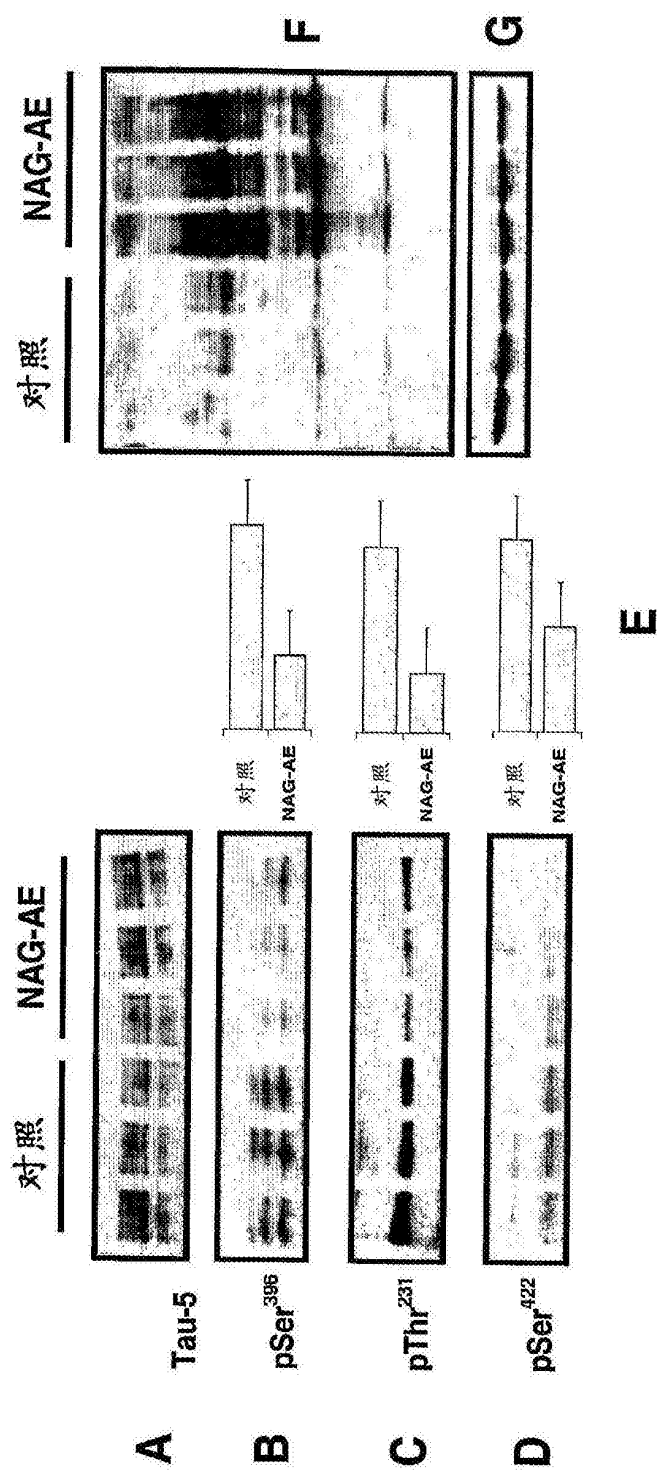 对照
NAG-AE
A
Tau-5
B
pSer396
C
pThr231
D
pSer422
对照
NAG-AE
对照
NAG-AE
对照
NAG-AE
E
对照
NAG-AE
F
G